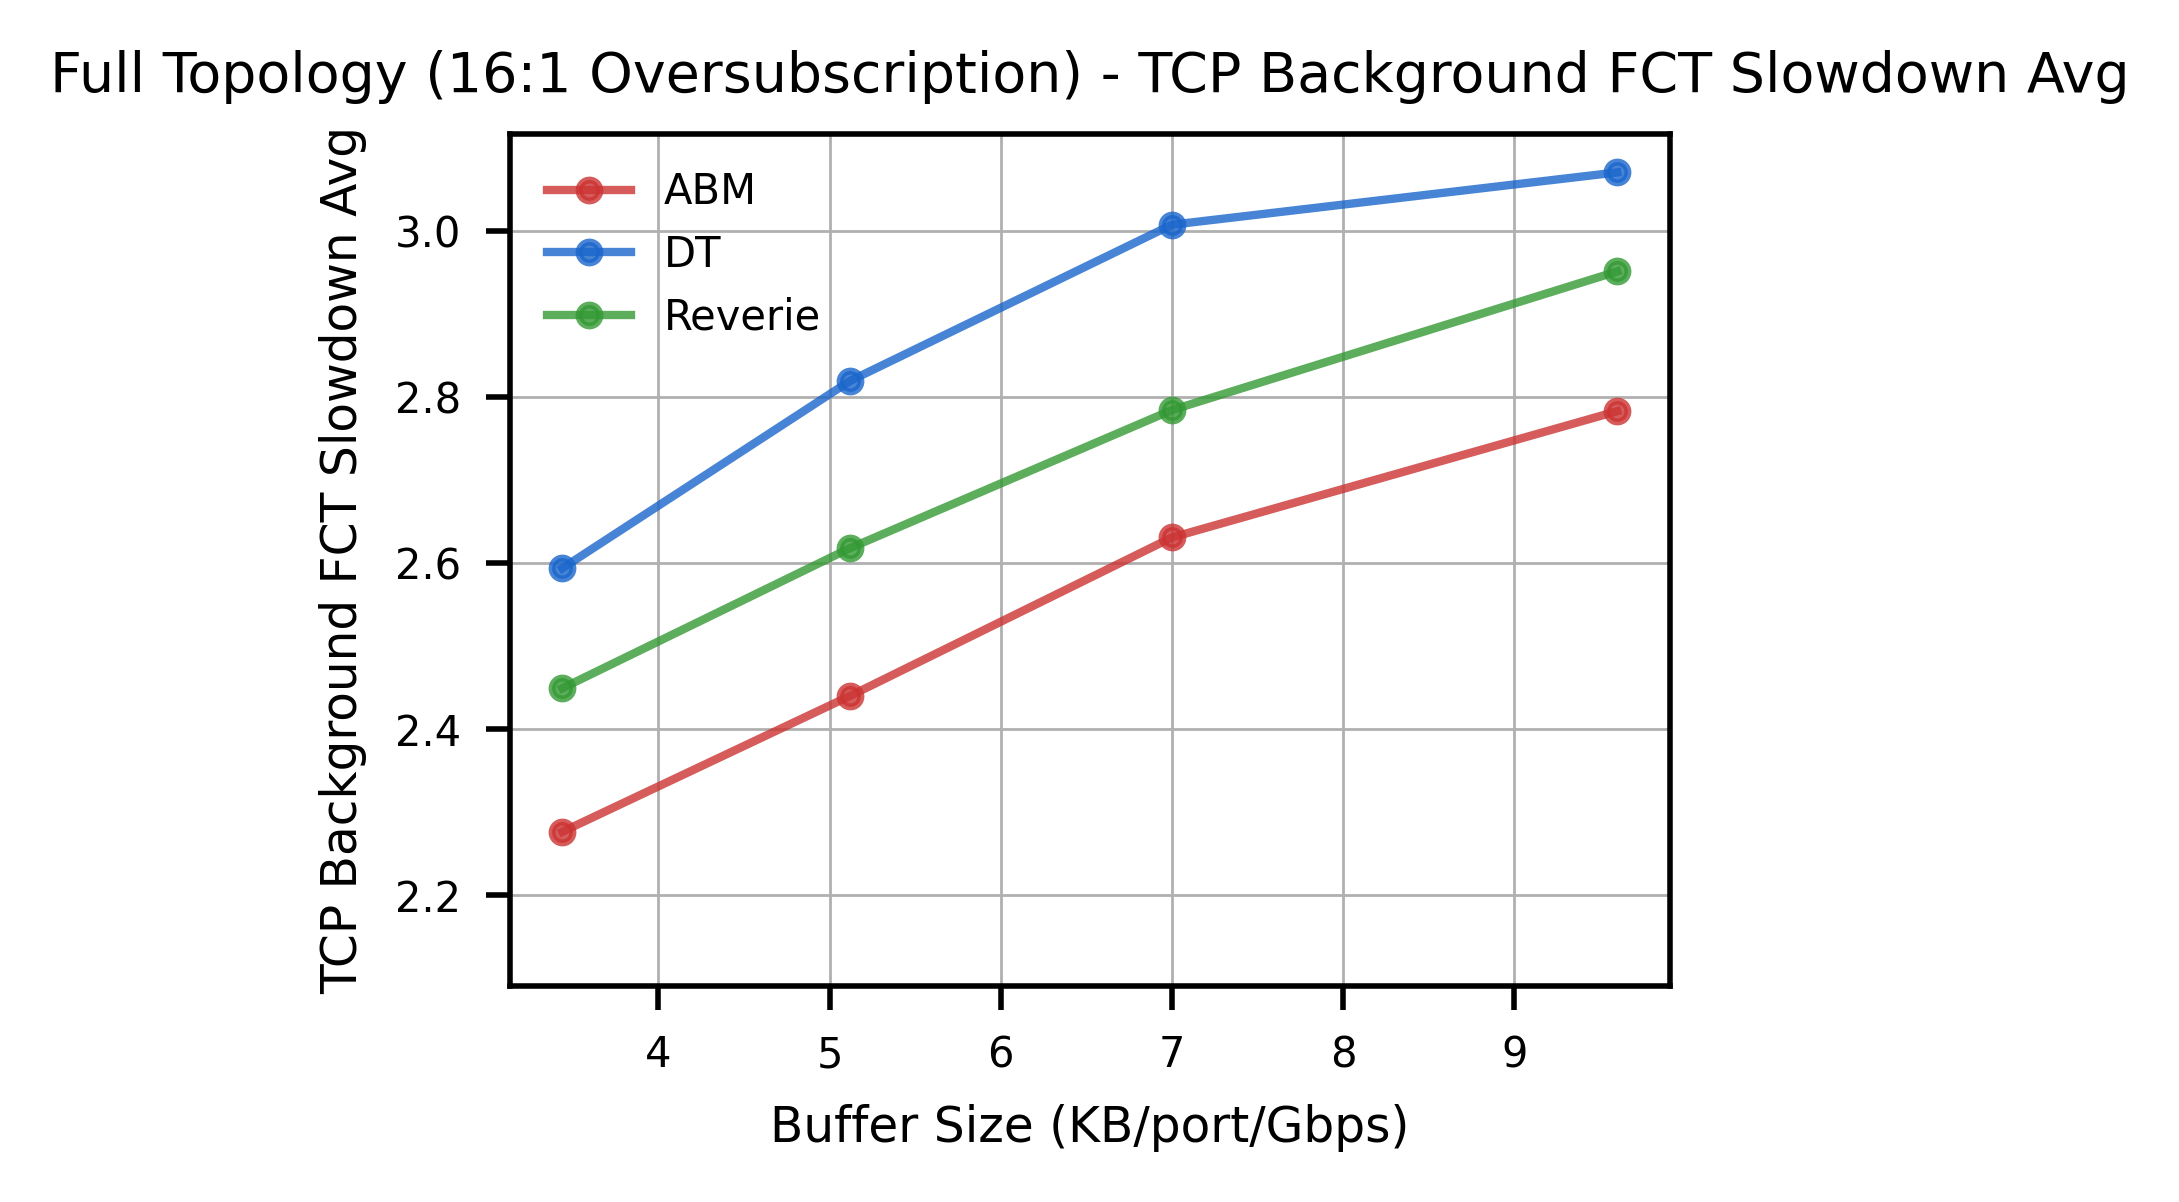 Full Topology (16:1 Oversubscription) - TCP Background FCT Slowdown Avg
TCP Background FCT Slowdown Avg
3.0
2.8
2.6
2.4
2.2
ABM
DT
Reverie
4
5
6
7
8
9
Buffer Size (KB/port/Gbps)